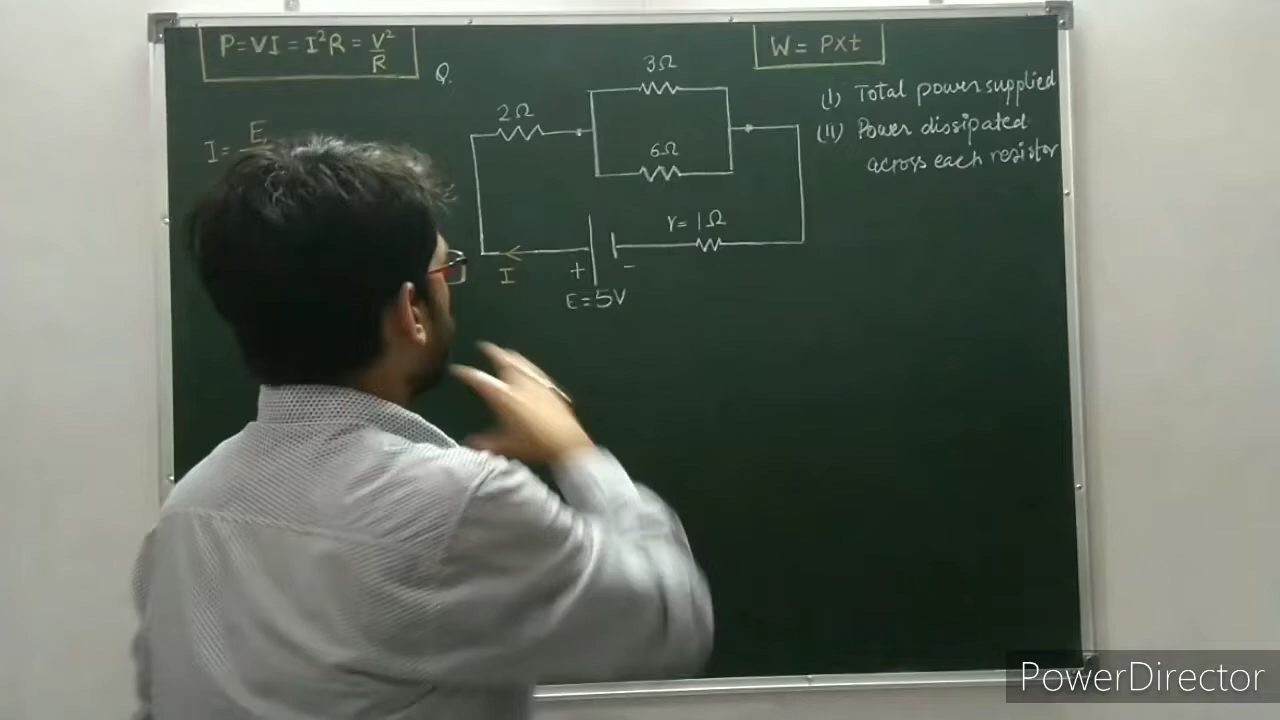 P=VI=I²R=V²/R
W= P×t
Q.
3Ω
(I) Total power supplied
2Ω
(II) Power dissipated
across each resistor
I= E
6Ω
r= 1Ω
I
+ -
E=5V
PowerDirector